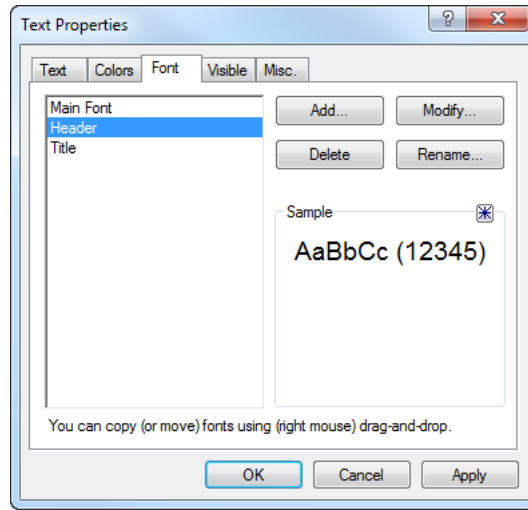 Text Properties
Text Colors Font Visible Misc.
Main Font
Header
Title
Add... Modify...
Delete Rename...
Sample
AaBbCc (12345)
You can copy (or move) fonts using (right mouse) drag-and-drop.
OK Cancel Apply